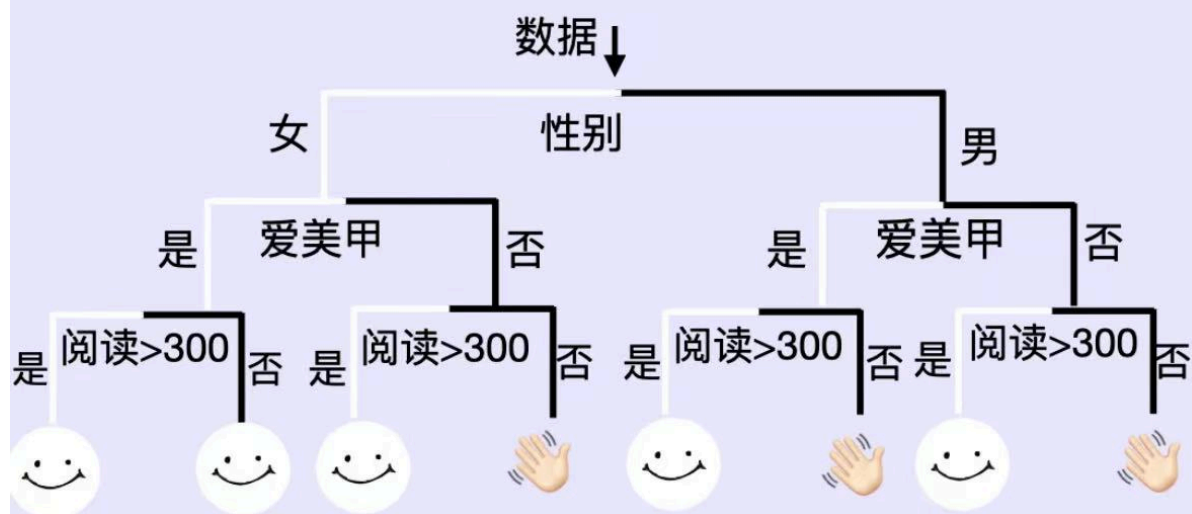 数据
女 性别 男
是 爱美甲 否 是 爱美甲 否
是 阅读>300 否 是 阅读>300 否 是 阅读>300 否 是 阅读>300 否